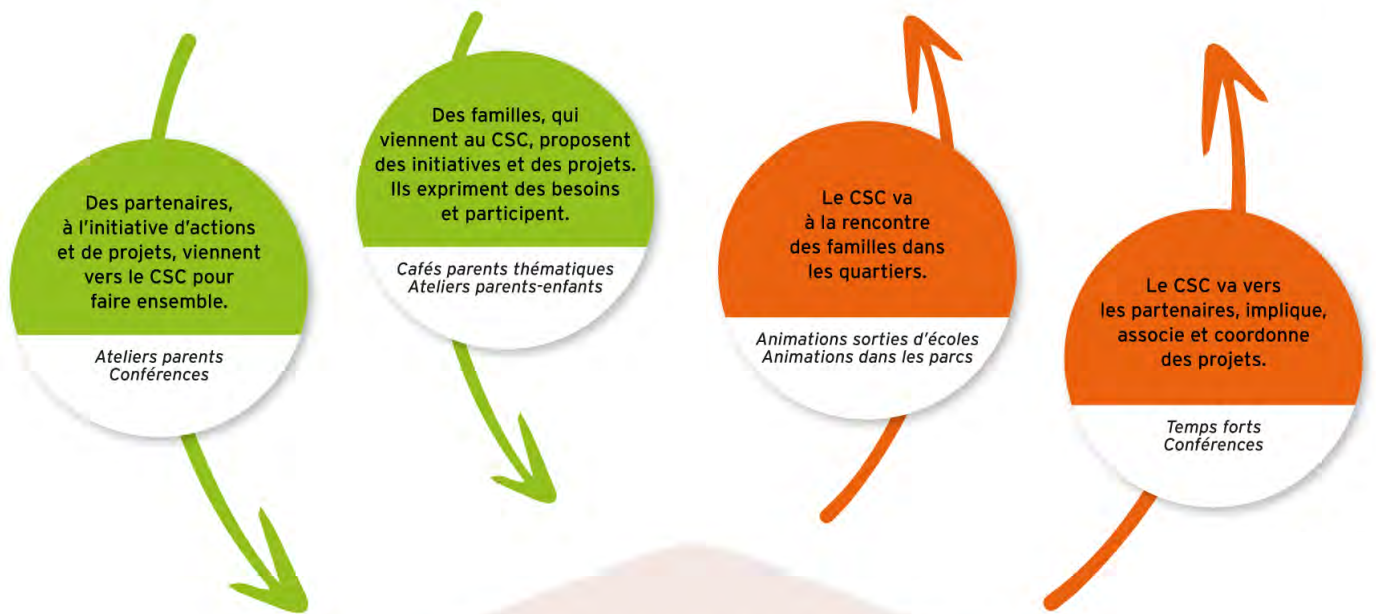 Des partenaires,
à l'initiative d'actions
et de projets, viennent
vers le CSC pour
faire ensemble.
Ateliers parents
Conférences
Des familles, qui
viennent au CSC, proposent
des initiatives et des projets.
Ils expriment des besoins
et participent.
Cafés parents thématiques
Ateliers parents-enfants
Le CSC va
à la rencontre
des familles dans
les quartiers.
Animations sorties d'écoles
Animations dans les parcs
Le CSC va vers
les partenaires, implique,
associe et coordonne
des projets.
Temps forts
Conférences